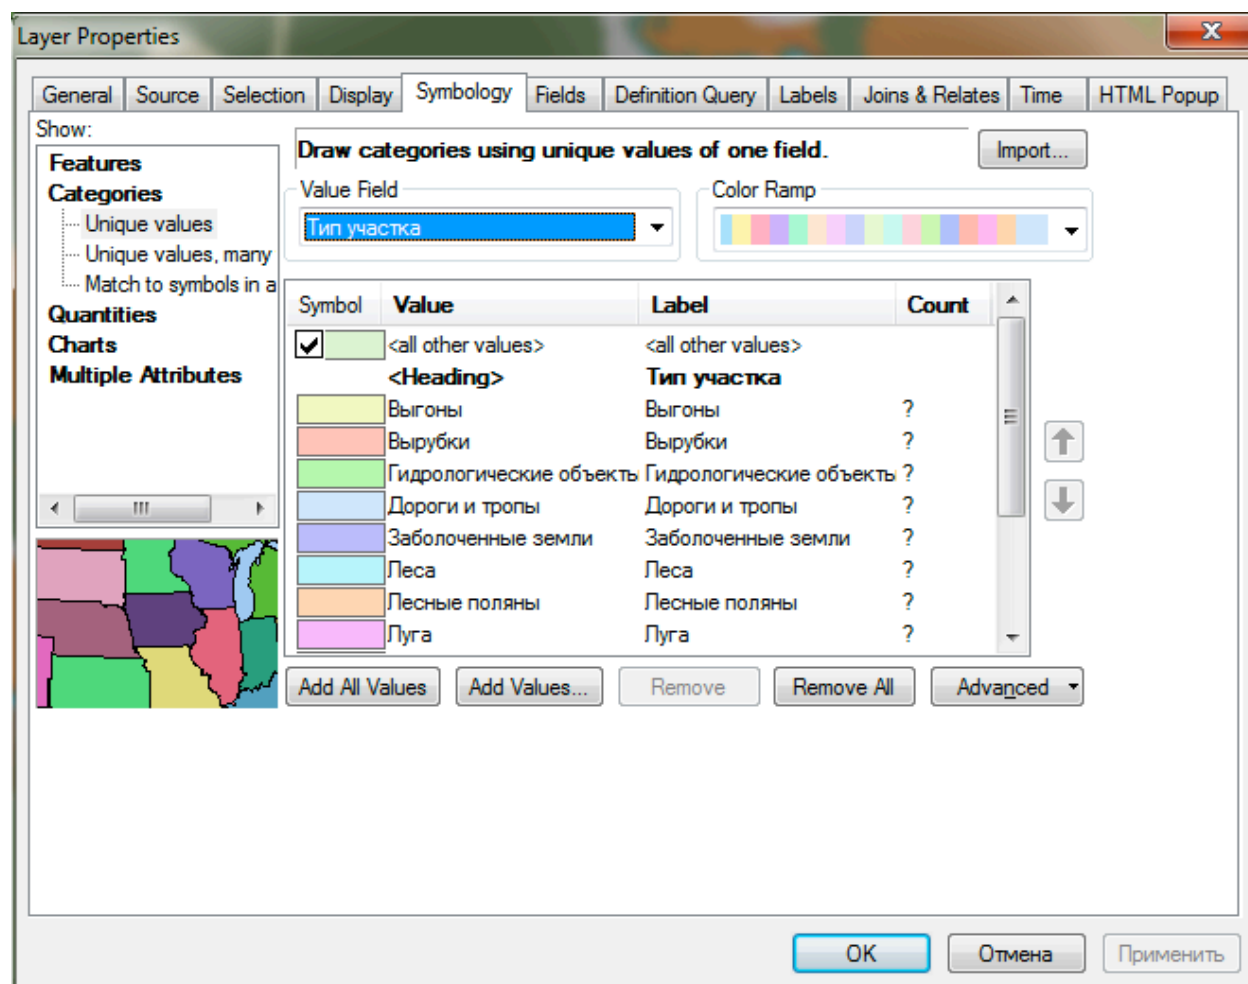 Layer Properties
General Source Selection Display Symbology Fields Definition Query Labels Joins & Relates Time HTML Popup
Show:
Features
Categories
Unique values
Unique values, many
Match to symbols in a
Quantities
Charts
Multiple Attributes
Draw categories using unique values of one field.
Import...
Value Field
Тип участка
Color Ramp
Symbol Value Label Count
<all other values> <all other values>
<Heading> Тип участка
Выгоны Выгоны ?
Вырубки Вырубки ?
Гидрологические объекты Гидрологические объекты ?
Дороги и тропы Дороги и тропы ?
Заболоченные земли Заболоченные земли ?
Леса Леса ?
Лесные поляны Лесные поляны ?
Луга Луга ?
Add All Values Add Values... Remove Remove All Advanced
OK Отмена Применить